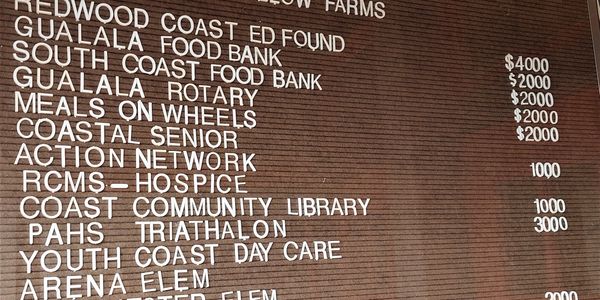 FARMS
REDWOOD COAST ED FOUND $4000
GUALALA FOOD BANK $2000
SOUTH COAST FOOD BANK $2000
GUALALA ROTARY $2000
MEALS ON WHEELS $2000
COASTAL SENIOR
ACTION NETWORK 1000
RCMS-HOSPICE
COAST COMMUNITY LIBRARY 1000
PAHS TRIATHALON 3000
YOUTH COAST DAY CARE
ARENA ELEM
ELEM